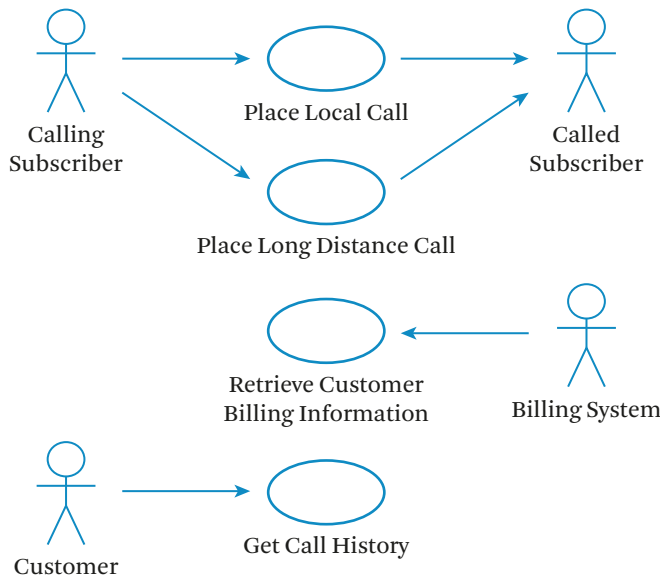 Place Local Call
Calling
Subscriber
Called
Subscriber
Place Long Distance Call
Retrieve Customer
Billing Information
Billing System
Get Call History
Customer